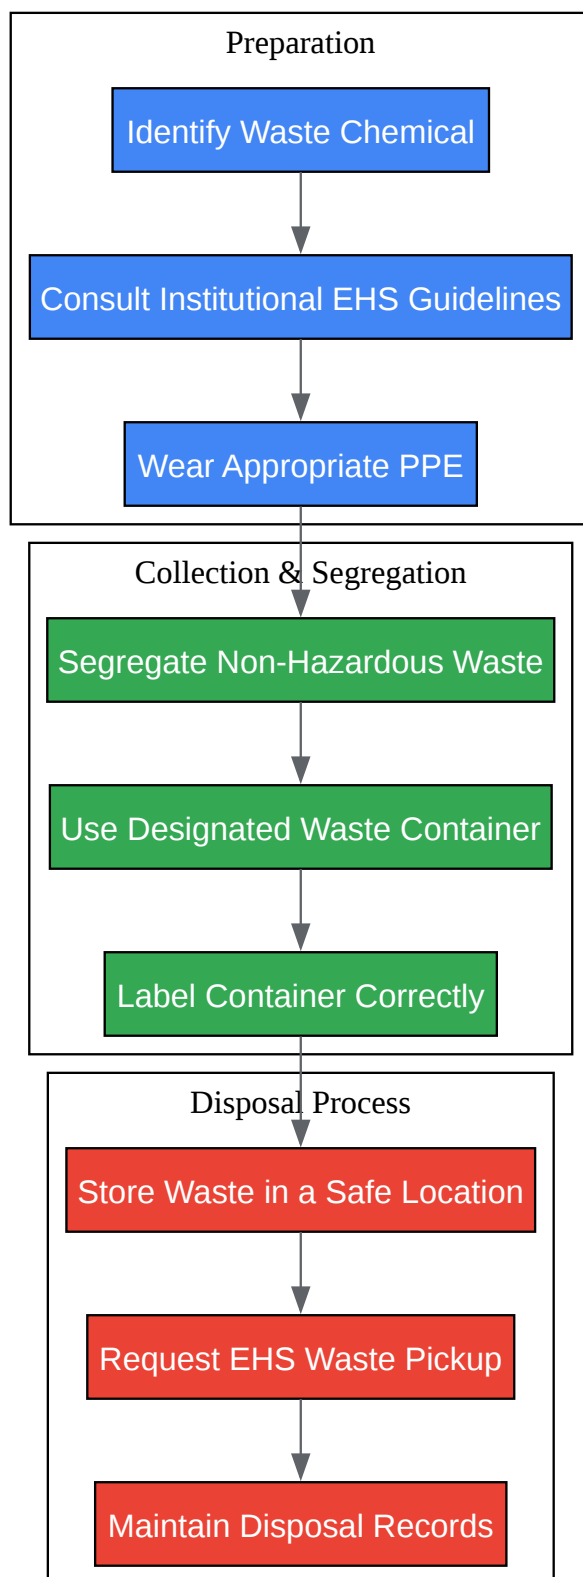 Preparation
Identify Waste Chemical
Consult Institutional EHS Guidelines
Wear Appropriate PPE
Collection & Segregation
Segregate Non-Hazardous Waste
Use Designated Waste Container
Label Container Correctly
Disposal Process
Store Waste in a Safe Location
Request EHS Waste Pickup
Maintain Disposal Records